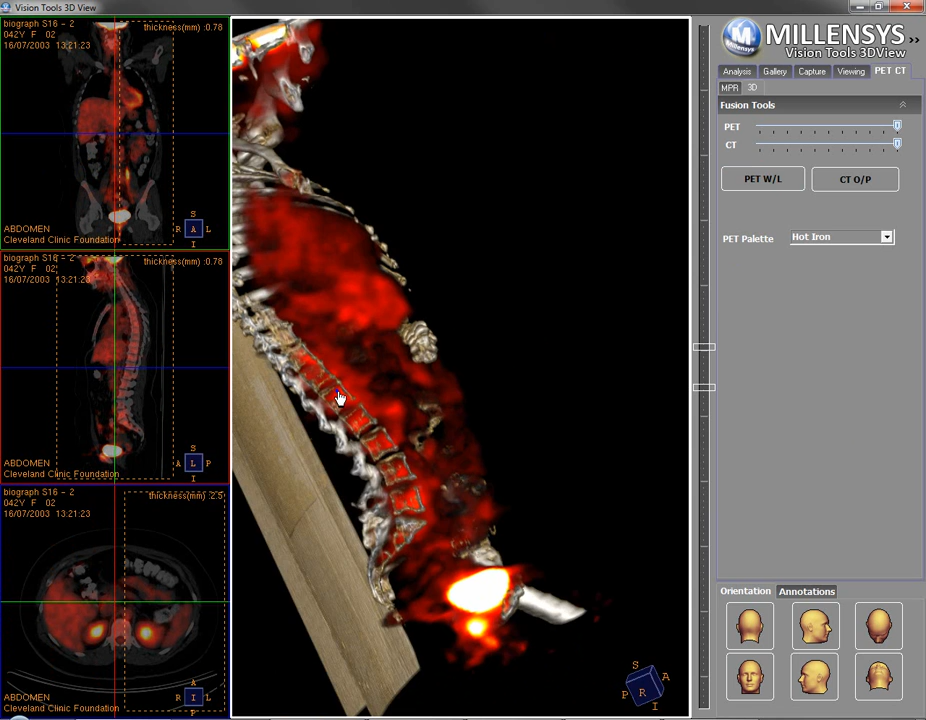 Vision Tools 3D View
biograph S16 - 2
042Y F 02
16/07/2003 13:21:23
thickness(mm) :0.78
ABDOMEN
Cleveland Clinic Foundation
S
R A L
I
biograph S16 - 2
042Y F 02
16/07/2003 13:21:23
thickness(mm) :0.78
ABDOMEN
Cleveland Clinic Foundation
S
A L P
I
biograph S16 - 2
042Y F 02
16/07/2003 13:21:23
thickness(mm) :2.5
ABDOMEN
Cleveland Clinic Foundation
A
R I L
P
S
A
P R
I
M MILLENSYS >>
Vision Tools 3DView
Analysis Gallery Capture Viewing PET CT
MPR 3D
Fusion Tools
PET
CT
PET W/L CT O/P
PET Palette Hot Iron
Orientation Annotations